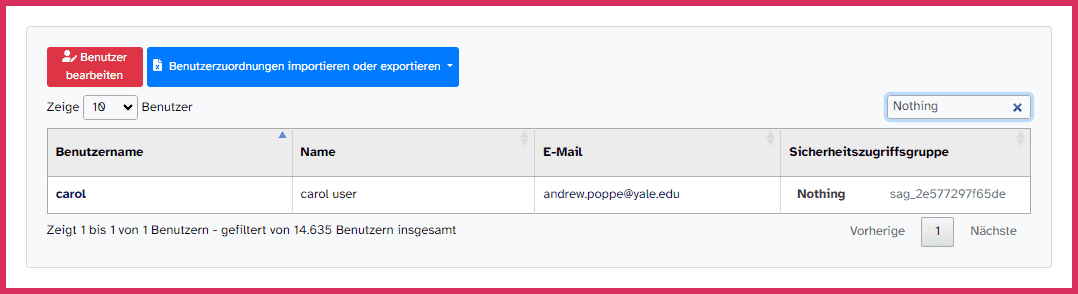 Benutzer bearbeiten
Benutzerzuordnungen importieren oder exportieren
Zeige 10 Benutzer
Nothing
Benutzername Name E-Mail Sicherheitszugriffsgruppe
carol carol user andrew.poppe@yale.edu Nothing sag_2e577297f65de
Zeigt 1 bis 1 von 1 Benutzern - gefiltert von 14.635 Benutzern insgesamt
Vorherige 1 Nächste